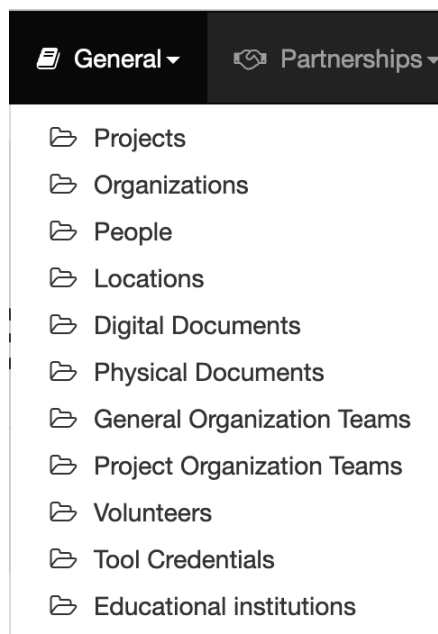 General
Partnerships
Projects
Organizations
People
Locations
Digital Documents
Physical Documents
General Organization Teams
Project Organization Teams
Volunteers
Tool Credentials
Educational institutions